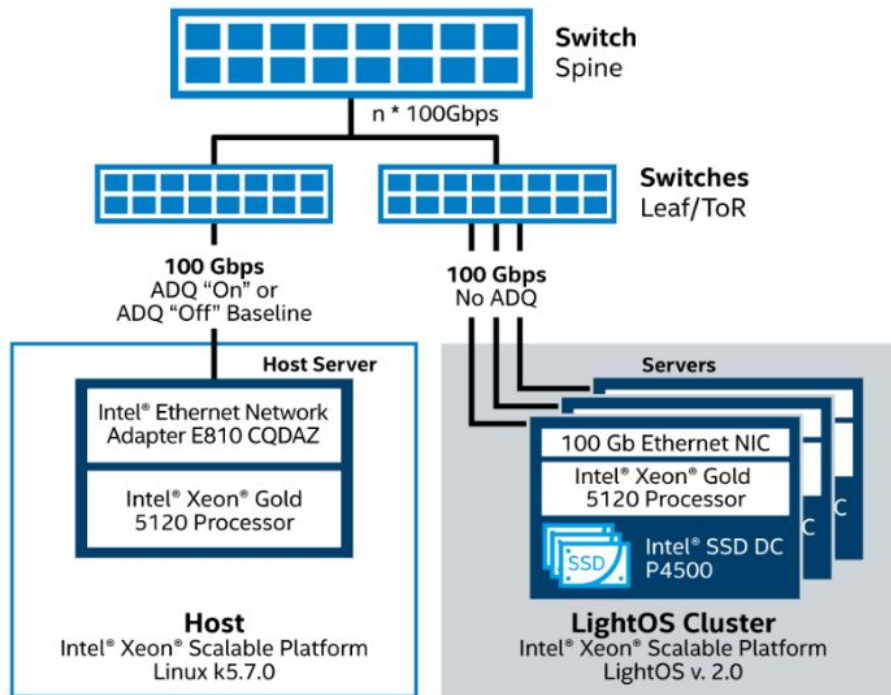 Switch
Spine
n * 100Gbps
Switches
Leaf/ToR
100 Gbps
ADQ “On” or
ADQ “Off” Baseline
100 Gbps
No ADQ
Host Server
Intel® Ethernet Network
Adapter E810 CQDAZ
Intel® Xeon® Gold
5120 Processor
Host
Intel® Xeon® Scalable Platform
Linux k5.7.0
Servers
100 Gb Ethernet NIC
Intel® Xeon® Gold
5120 Processor
SSD
Intel® SSD DC
P4500
C
C
LightOS Cluster
Intel® Xeon® Scalable Platform
LightOS v. 2.0